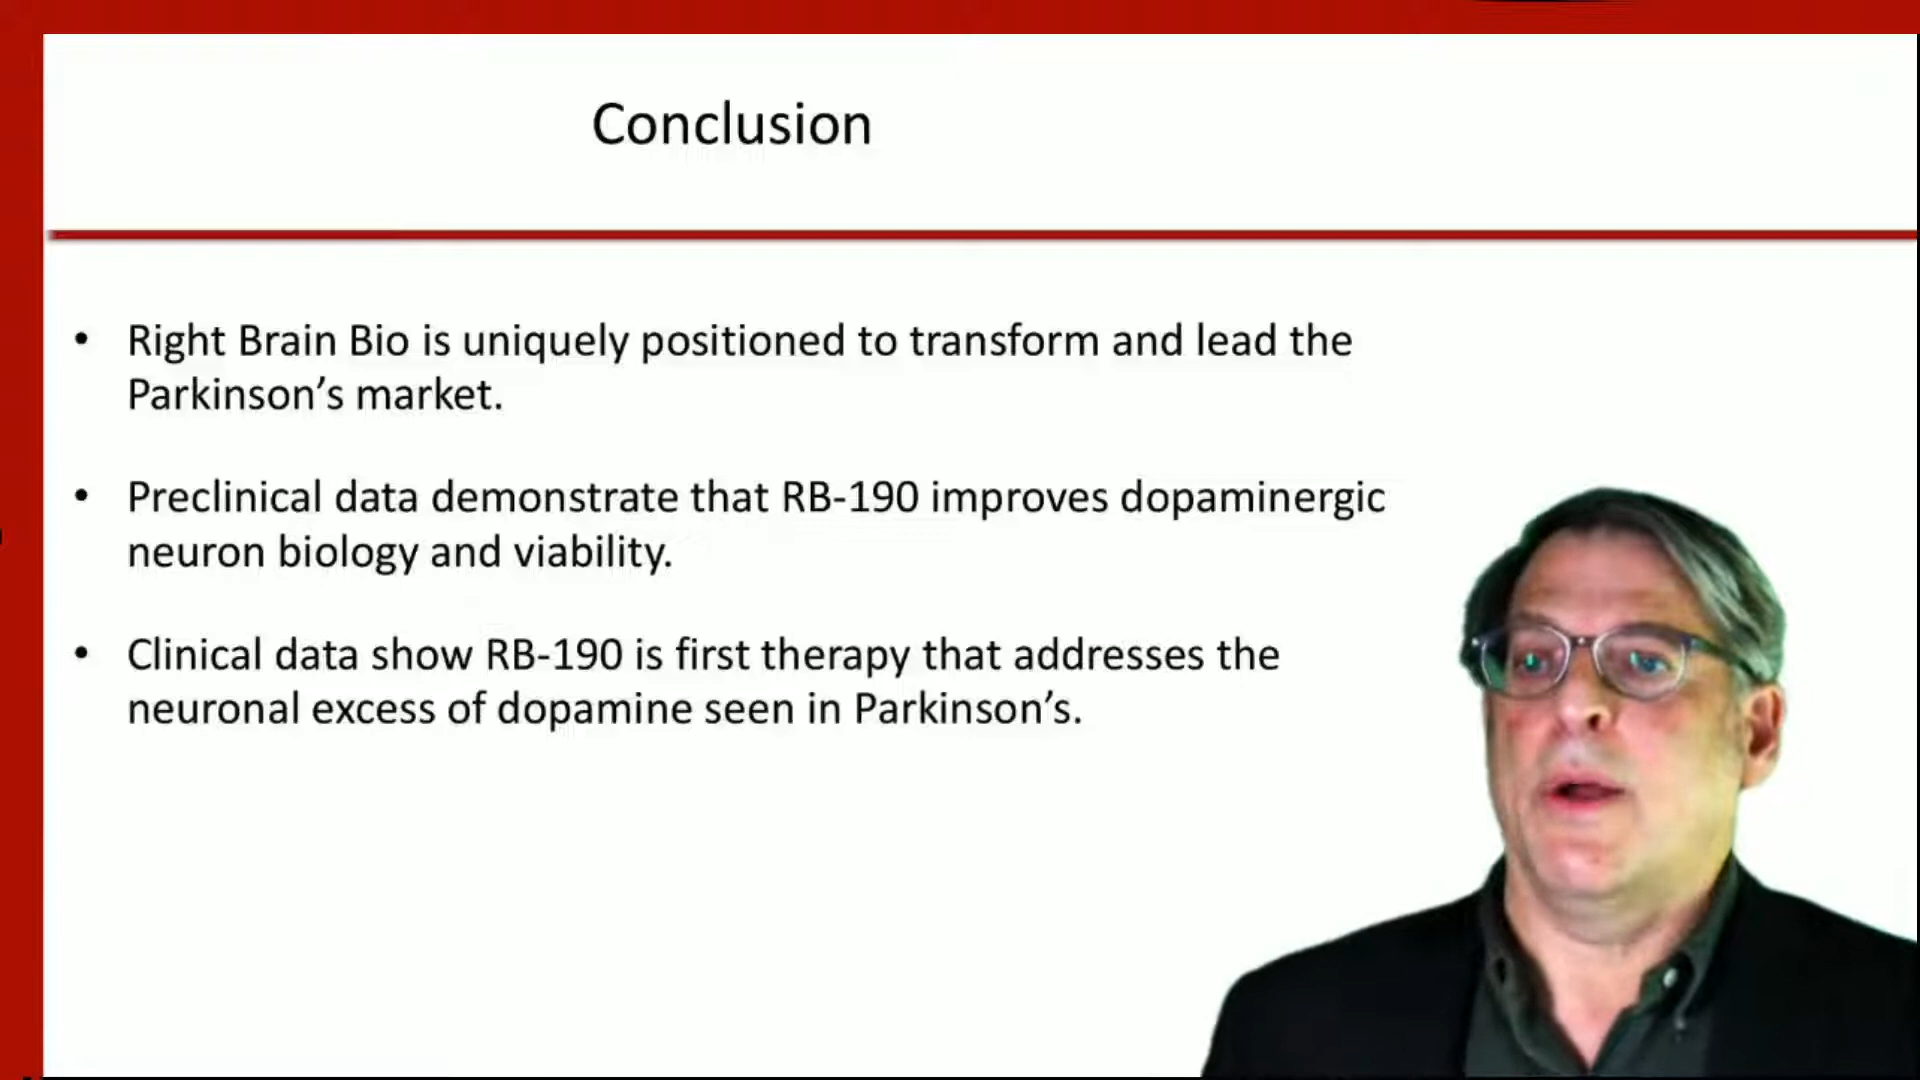 Conclusion
• Right Brain Bio is uniquely positioned to transform and lead the
Parkinson’s market.
• Preclinical data demonstrate that RB-190 improves dopaminergic
neuron biology and viability.
• Clinical data show RB-190 is first therapy that addresses the
neuronal excess of dopamine seen in Parkinson’s.